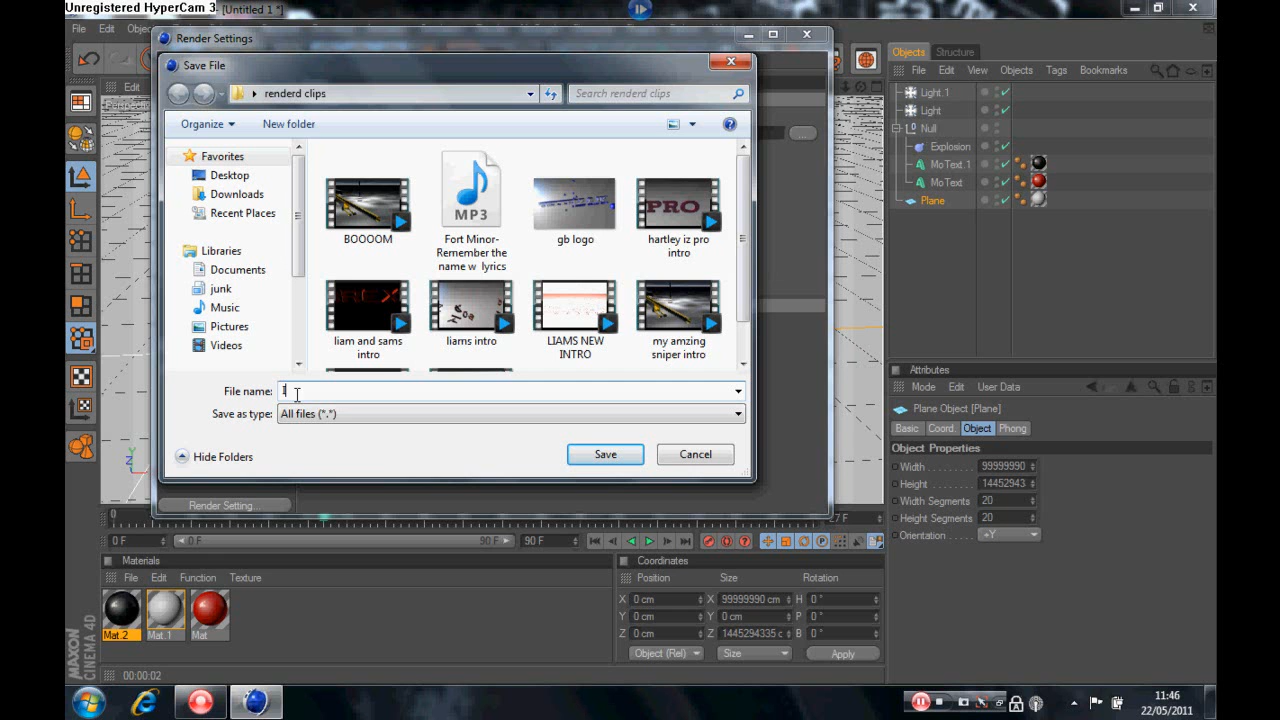 Unregistered HyperCam 3
[Untitled 1 *]
File Edit Objec
Render Settings
Save File
renderd clips
Search renderd clips
Organize
New folder
Favorites
Desktop
Downloads
Recent Places
Libraries
Documents
junk
Music
Pictures
Videos
BOOOOM
MP3
Fort Minor-
Remember the
name w lyrics
gb logo
PRO
hartley iz pro
intro
liam and sams
intro
liams intro
LIAMS NEW
INTRO
my amzing
sniper intro
File name:
Save as type: All files (*.*)
Hide Folders
Save
Cancel
Render Setting...
Edit
Objects Structure
File Edit View Objects Tags Bookmarks
Light.1
Light
Null
Explosion
MoText.1
MoText
Plane
Attributes
Mode Edit User Data
Plane Object [Plane]
Basic Coord. Object Phong
Object Properties
Width 99999990
Height 14452943
Width Segments 20
Height Segments 20
Orientation +Y
0
27 F
0 F
0 F
90 F
90 F
Materials
File Edit Function Texture
Mat.2 Mat.1 Mat
Coordinates
Position Size Rotation
X 0 cm X 99999990 cm H 0 °
Y 0 cm Y 0 cm P 0 °
Z 0 cm Z 1445294335 c B 0 °
Object (Rel) Size Apply
MAXON
CINEMA 4D
00:00:02
Z
11:46
22/05/2011